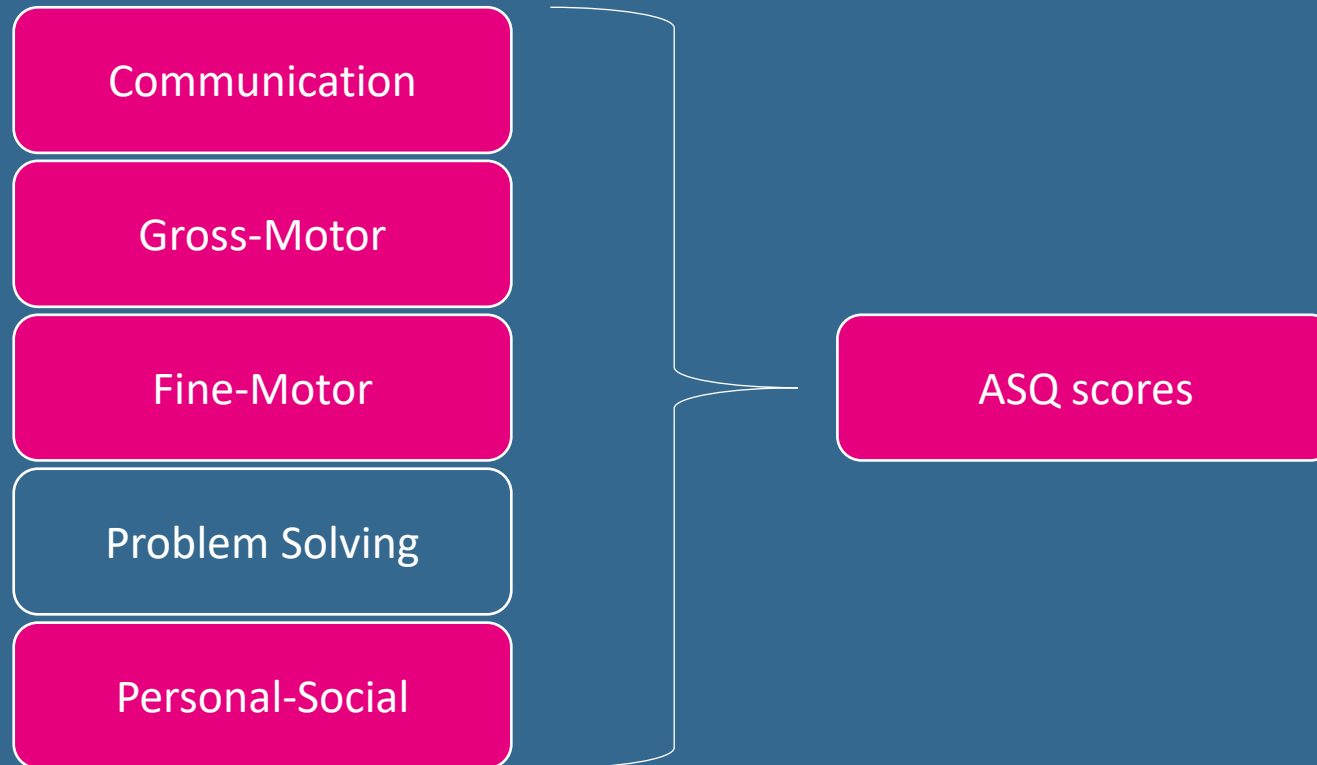 Communication
Gross-Motor
Fine-Motor
Problem Solving
Personal-Social
ASQ scores